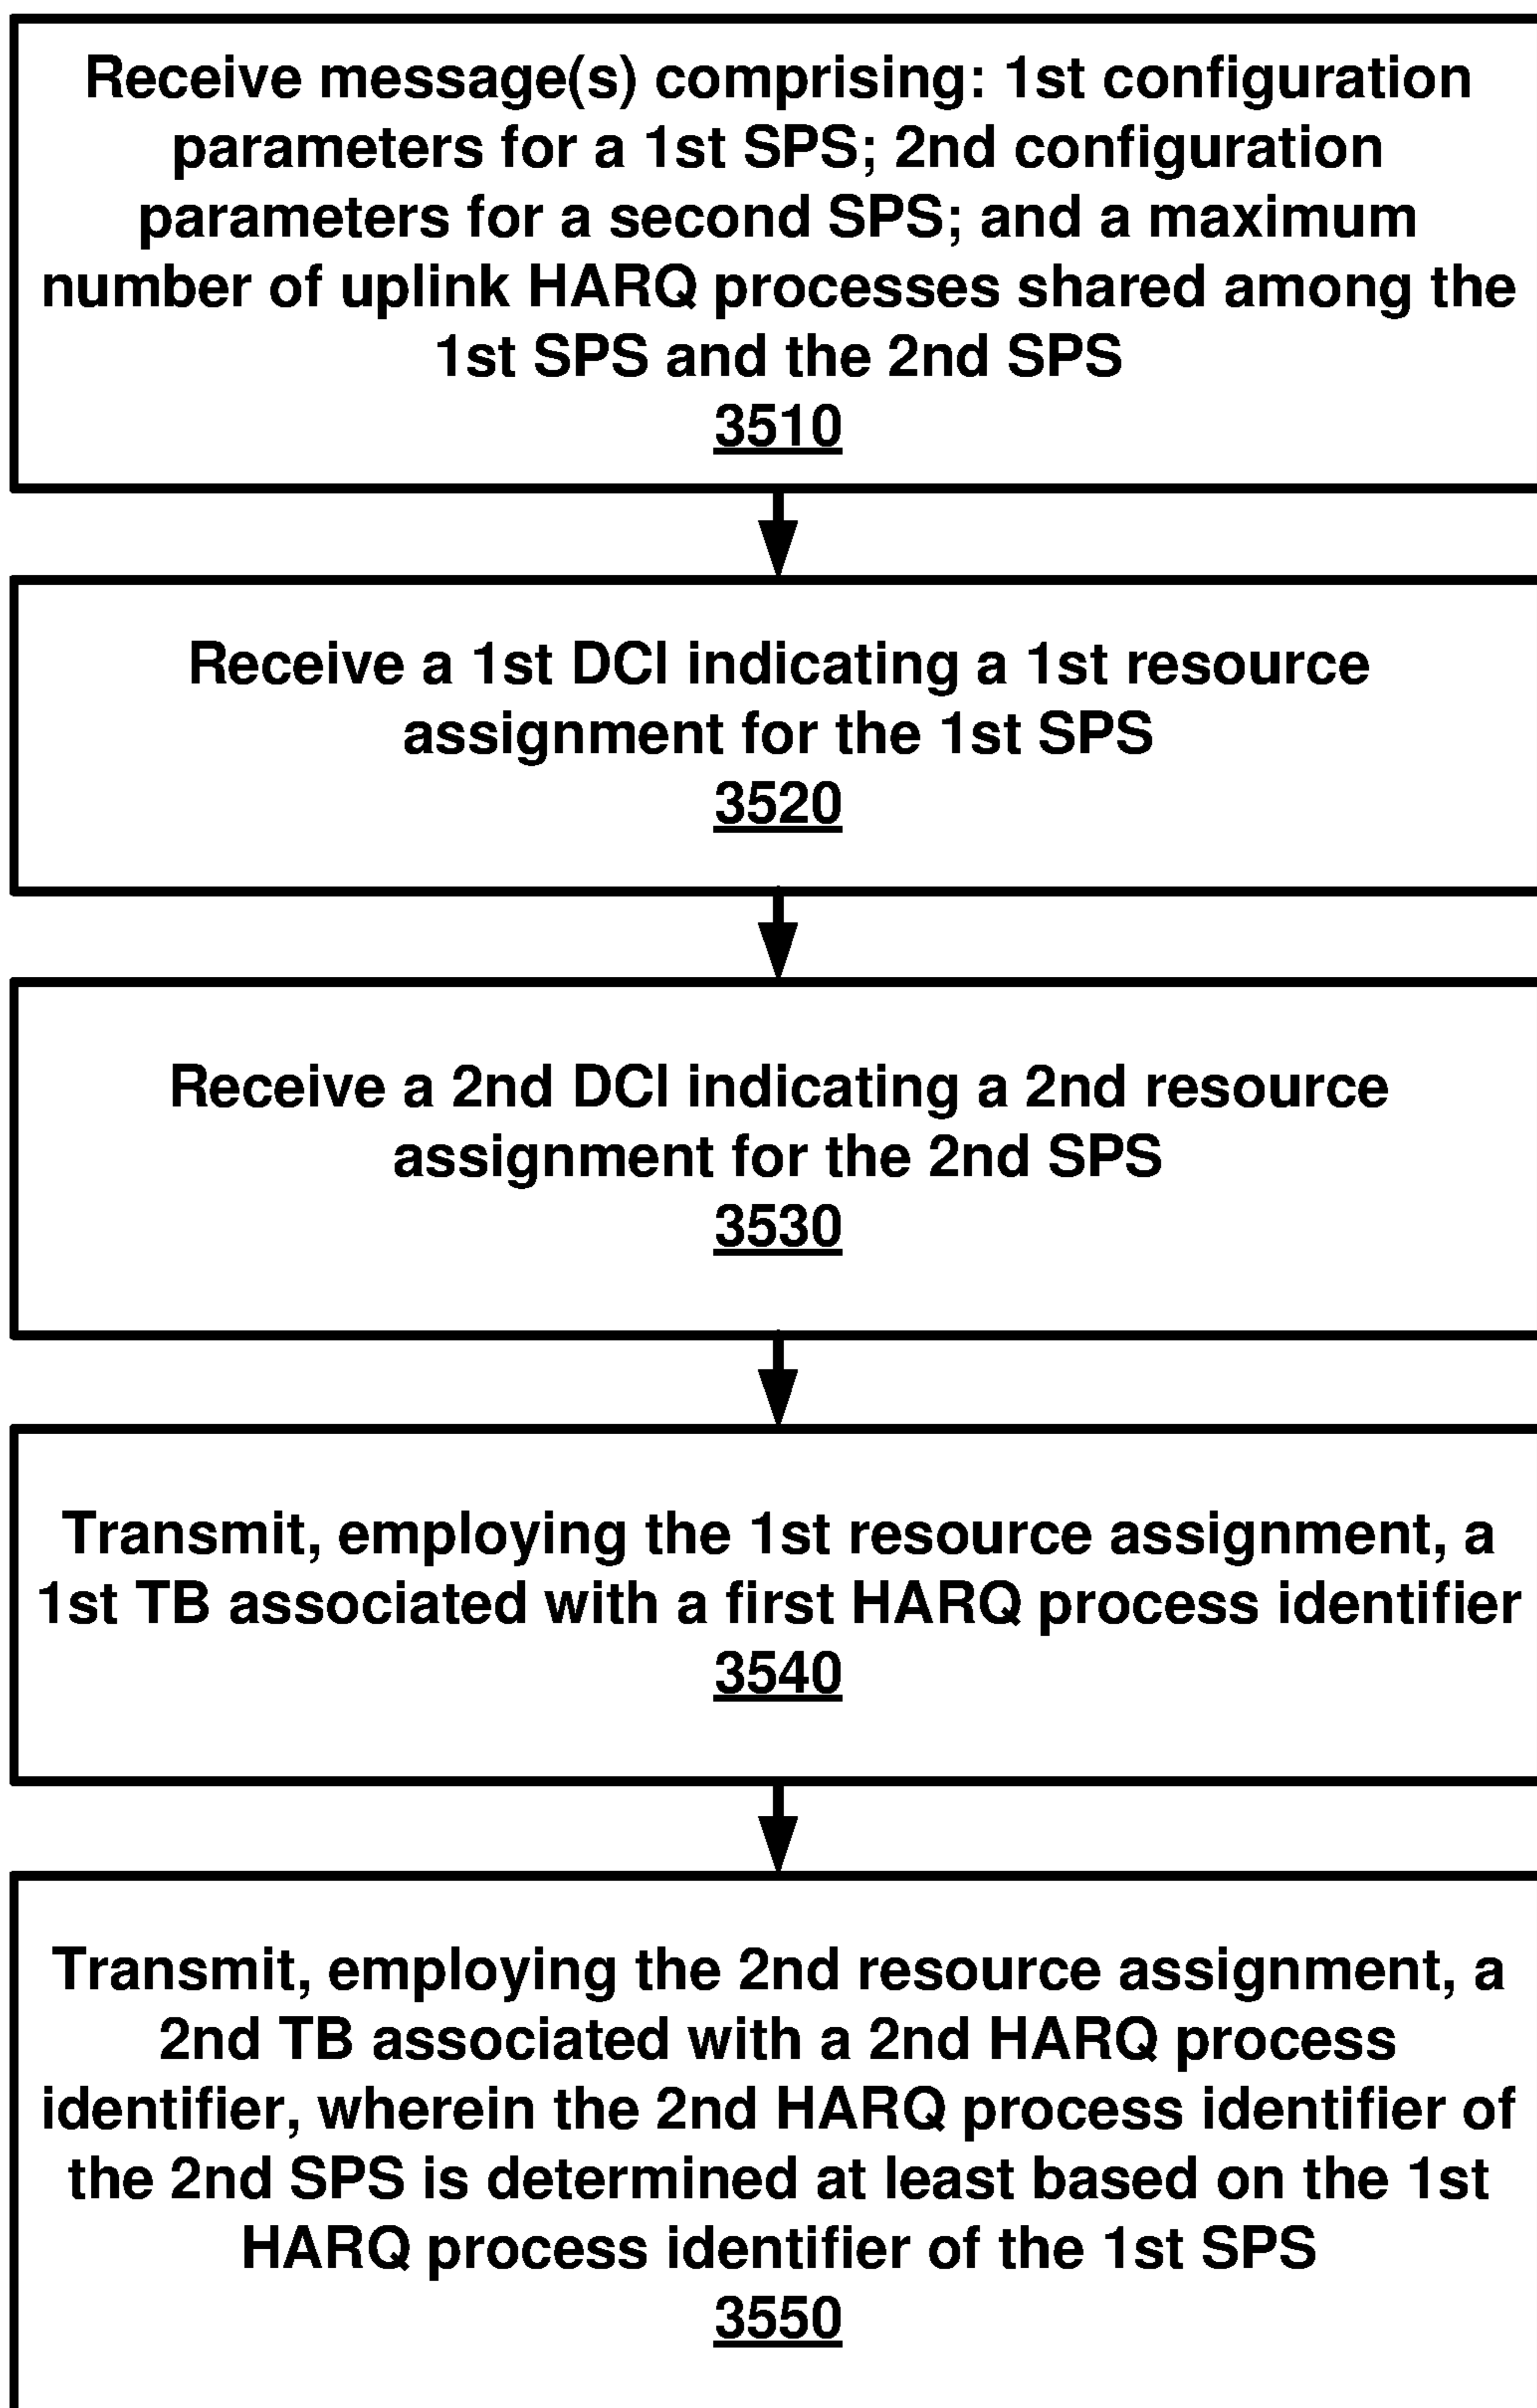 Receive message(s) comprising: 1st configuration
parameters for a 1st SPS; 2nd configuration
parameters for a second SPS; and a maximum
number of uplink HARQ processes shared among the
1st SPS and the 2nd SPS
3510
Receive a 1st DCI indicating a 1st resource
assignment for the 1st SPS
3520
Receive a 2nd DCI indicating a 2nd resource
assignment for the 2nd SPS
3530
Transmit, employing the 1st resource assignment, a
1st TB associated with a first HARQ process identifier
3540
Transmit, employing the 2nd resource assignment, a
2nd TB associated with a 2nd HARQ process
identifier, wherein the 2nd HARQ process identifier of
the 2nd SPS is determined at least based on the 1st
HARQ process identifier of the 1st SPS
3550